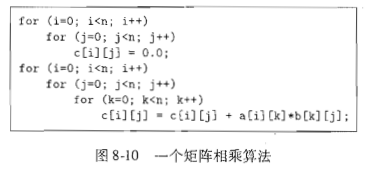 for (i=0; i<n; i++)
    for (j=0; j<n; j++)
        c[i][j] = 0.0;
for (i=0; i<n; i++)
    for (j=0; j<n; j++)
        for (k=0; k<n; k++)
            c[i][j] = c[i][j] + a[i][k]*b[k][j];
图 8-10 一个矩阵相乘算法